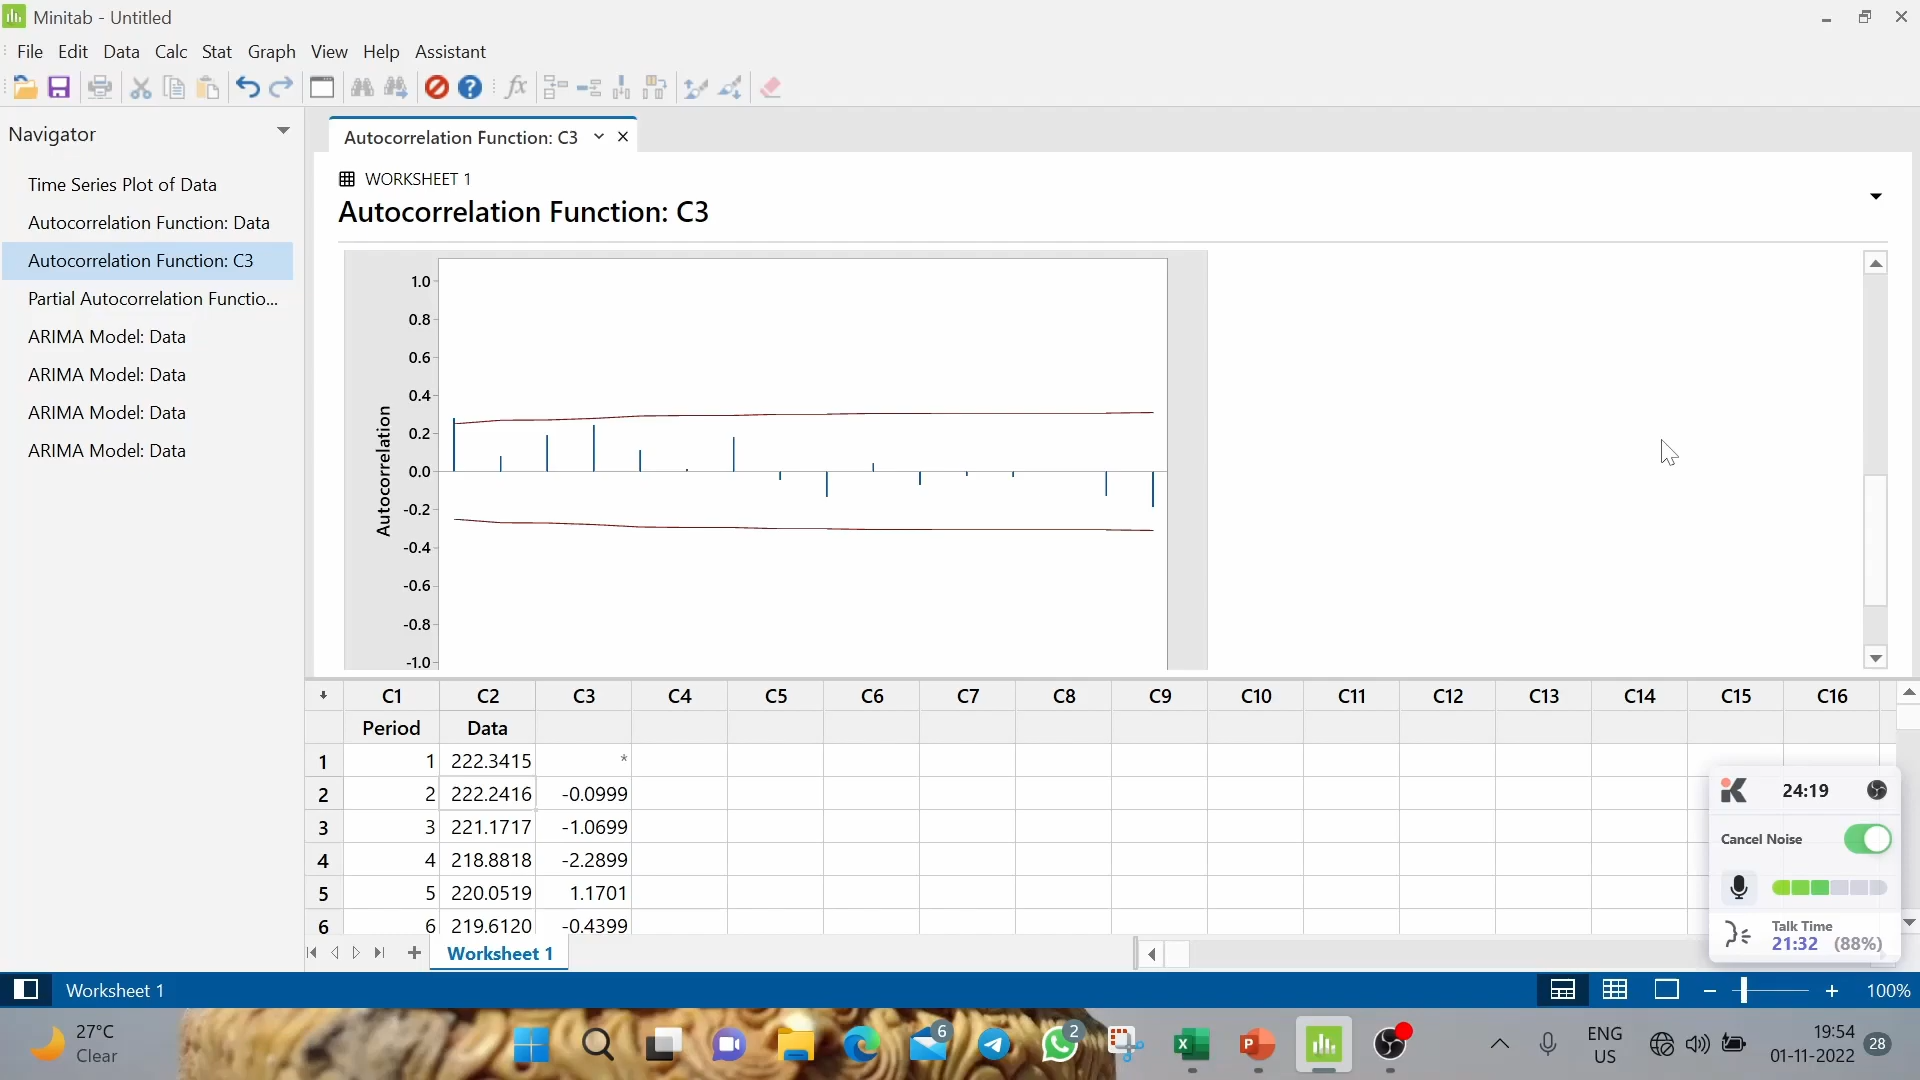 Minitab - Untitled
File Edit Data Calc Stat Graph View Help Assistant
Navigator
Time Series Plot of Data
Autocorrelation Function: Data
Autocorrelation Function: C3
Partial Autocorrelation Functio...
ARIMA Model: Data
ARIMA Model: Data
ARIMA Model: Data
ARIMA Model: Data
Autocorrelation Function: C3
WORKSHEET 1
Autocorrelation Function: C3
Autocorrelation
1.0
0.8
0.6
0.4
0.2
0.0
-0.2
-0.4
-0.6
-0.8
-1.0
C1 C2 C3 C4 C5 C6 C7 C8 C9 C10 C11 C12 C13 C14 C15 C16
Period Data
1 1 222.3415 *
2 2 222.2416 -0.0999
3 3 221.1717 -1.0699
4 4 218.8818 -2.2899
5 5 220.0519 1.1701
6 6 219.6120 -0.4399
24:19
Cancel Noise
Talk Time
21:32 (88%)
Worksheet 1
Worksheet 1
100%
27°C
Clear
6
2
ENG
US
19:54
01-11-2022
28